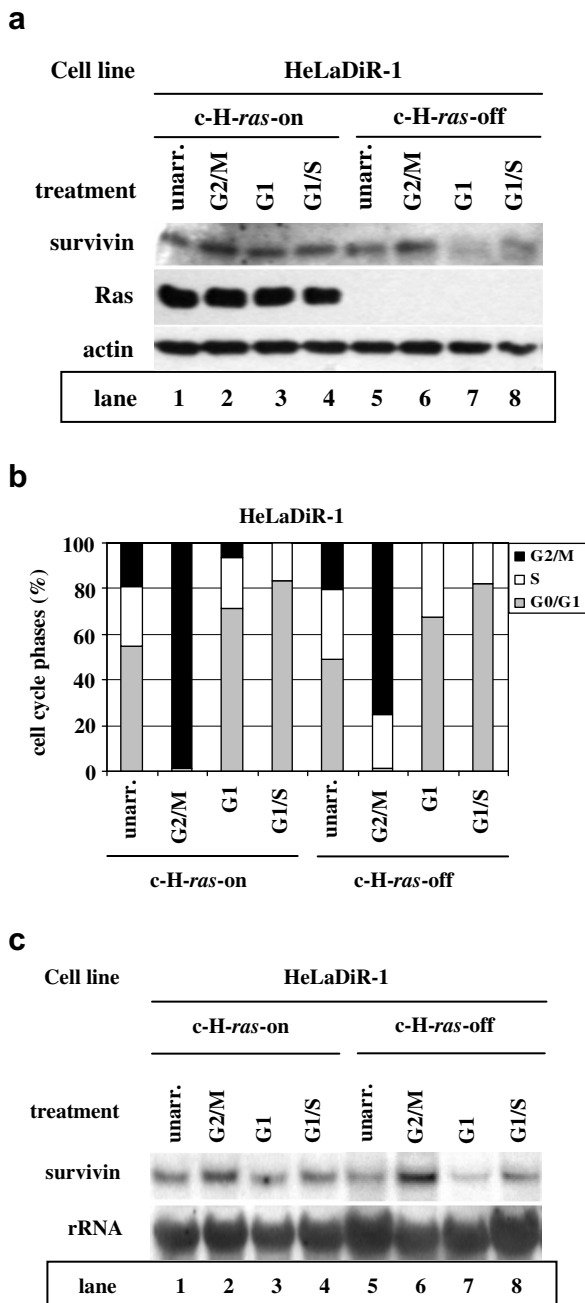 a
Cell line HeLaDiR-1
c-H-ras-on c-H-ras-off
treatment unarr. G2/M G1 G1/S unarr. G2/M G1 G1/S
survivin
Ras
actin
lane 1 2 3 4 5 6 7 8
b
HeLaDiR-1
cell cycle phases (%)
100
80
60
40
20
0
G2/M
S
G0/G1
unarr. G2/M G1 G1/S unarr. G2/M G1 G1/S
c-H-ras-on c-H-ras-off
c
Cell line HeLaDiR-1
c-H-ras-on c-H-ras-off
treatment unarr. G2/M G1 G1/S unarr. G2/M G1 G1/S
survivin
rRNA
lane 1 2 3 4 5 6 7 8